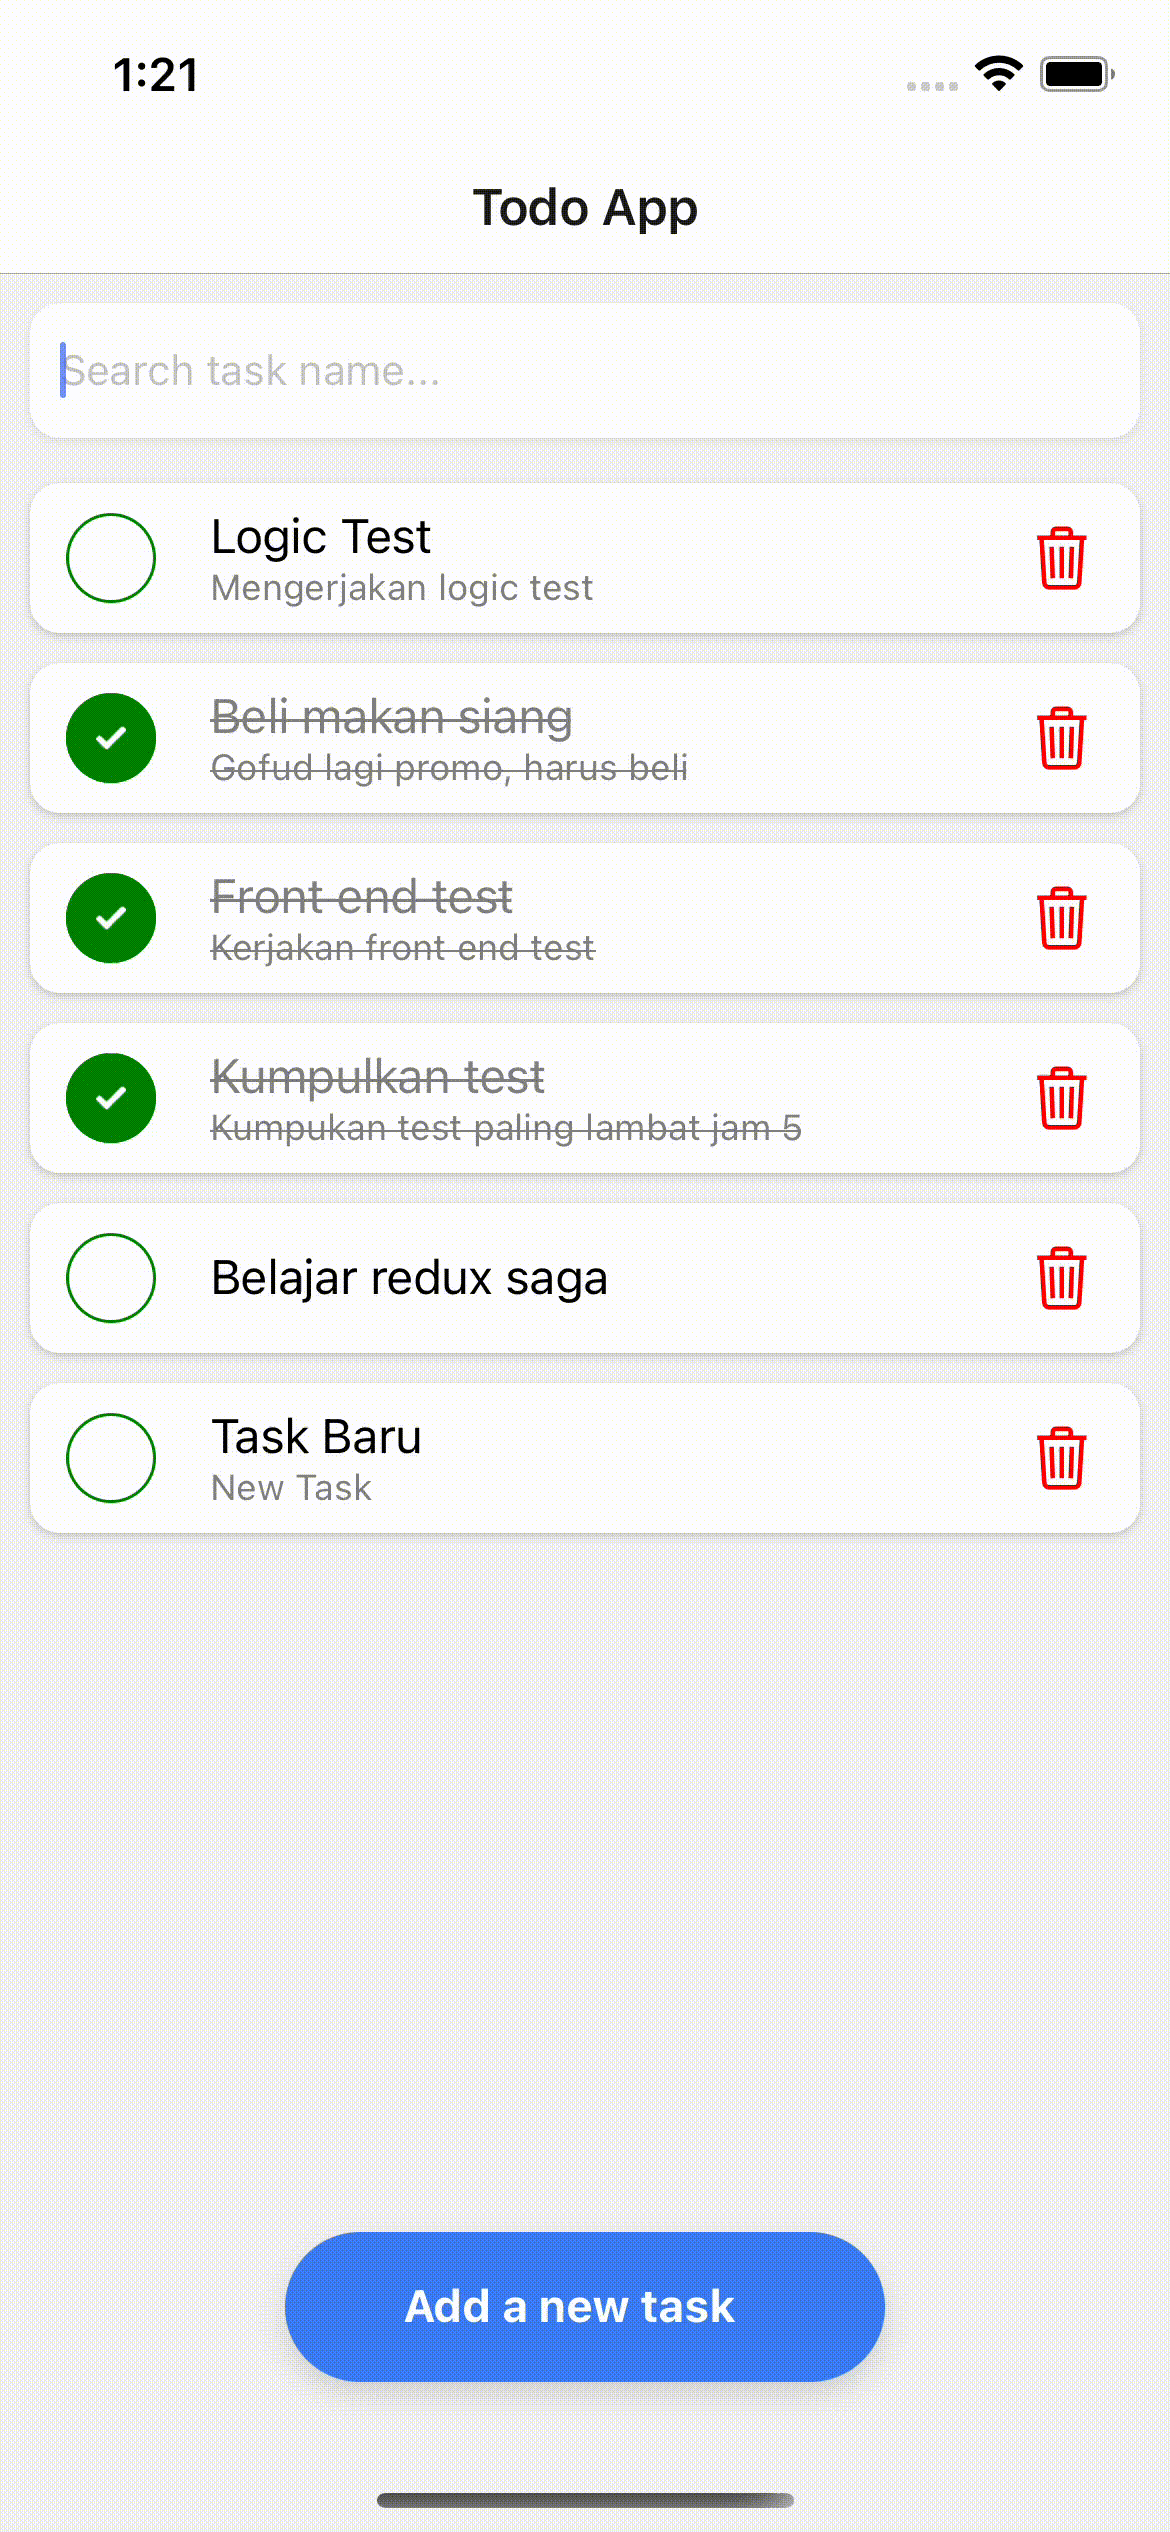 1:21
Todo App
Search task name...
Logic Test
Mengerjakan logic test
Beli makan siang
Gofud lagi promo, harus beli
Front end test
Kerjakan front end test
Kumpulkan test
Kumpukan test paling lambat jam 5
Belajar redux saga
Task Baru
New Task
Add a new task